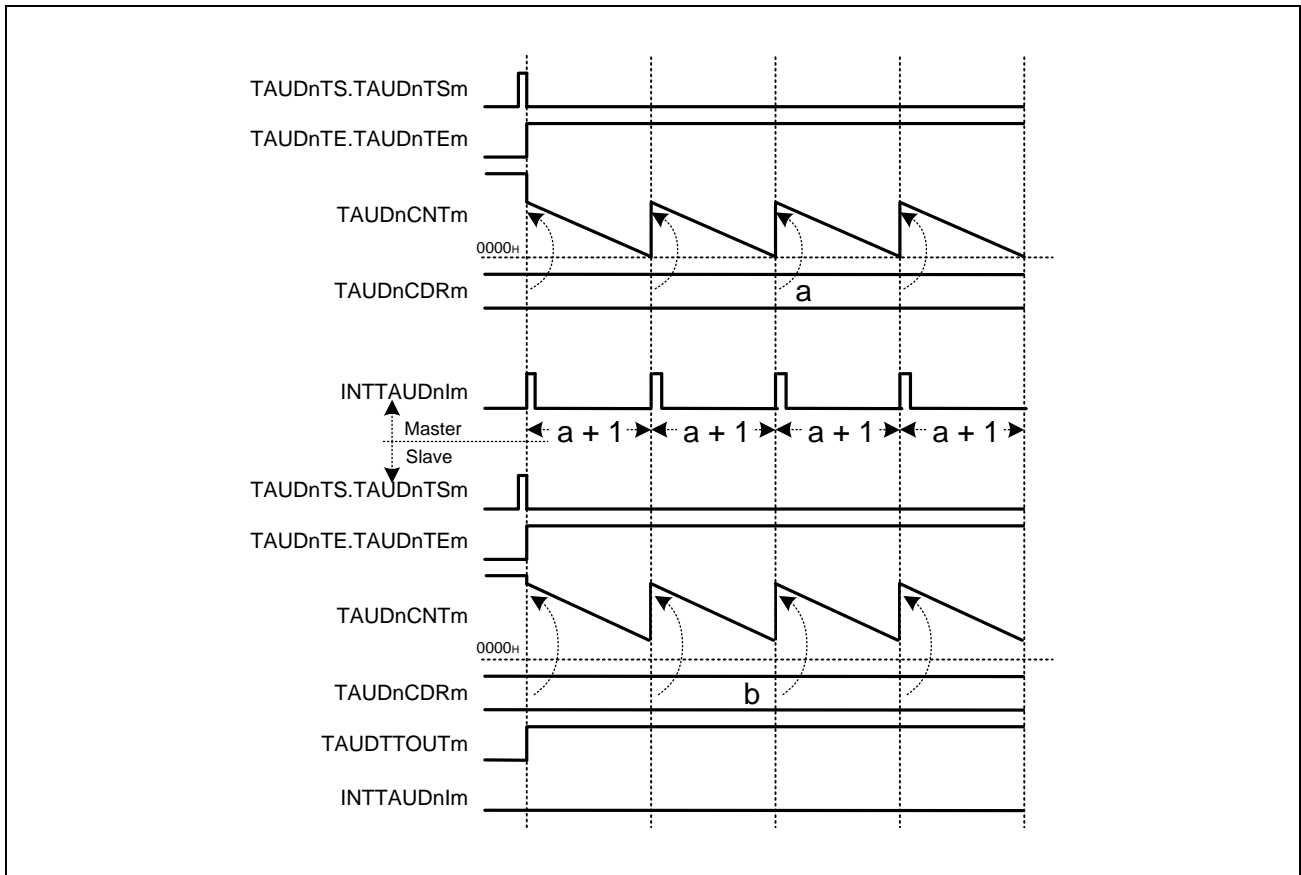 TAUDnTS.TAUDnTSm
TAUDnTE.TAUDnTEm
TAUDnCNTm
0000H
TAUDnCDRm
a
INTTAUDnIm
Master
a + 1 a + 1 a + 1 a + 1
Slave
TAUDnTS.TAUDnTSm
TAUDnTE.TAUDnTEm
TAUDnCNTm
0000H
TAUDnCDRm
b
TAUDTTOUTm
INTTAUDnIm